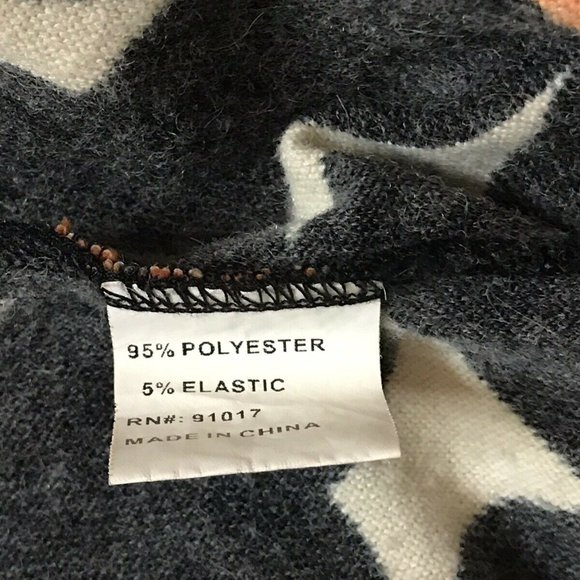 95% POLYESTER
5% ELASTIC
RN#: 91017
MADE IN CHINA